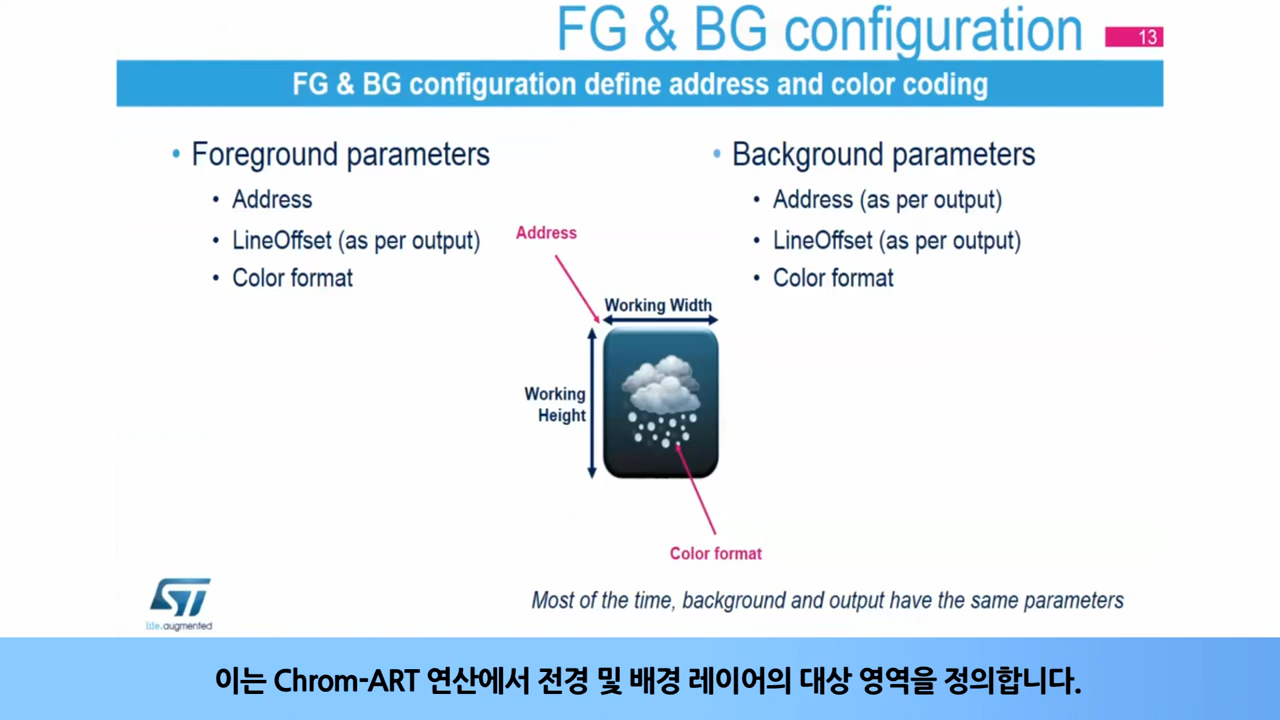 FG & BG configuration
13
FG & BG configuration define address and color coding
• Foreground parameters
• Address
• LineOffset (as per output)
• Color format
• Background parameters
• Address (as per output)
• LineOffset (as per output)
• Color format
Address
Working Width
Working
Height
Color format
Most of the time, background and output have the same parameters
ST
life.augmented
이는 Chrom-ART 연산에서 전경 및 배경 레이어의 대상 영역을 정의합니다.